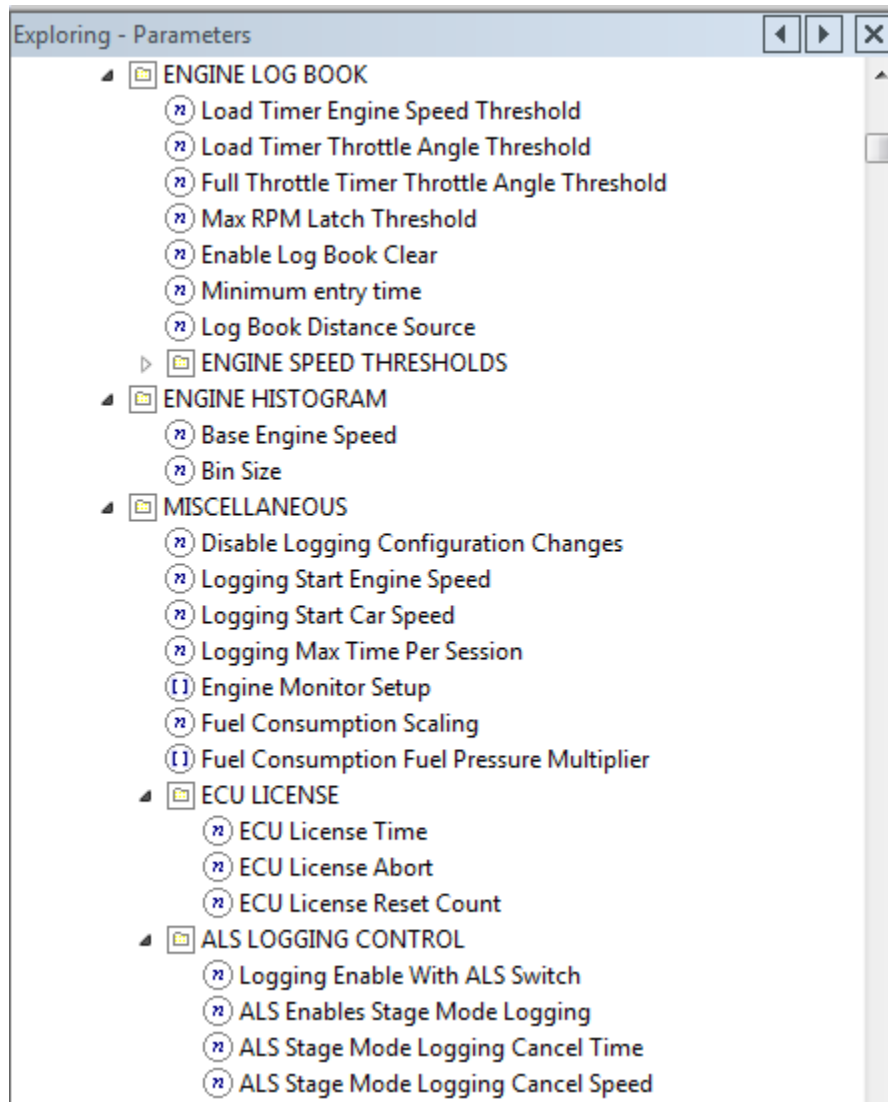 Exploring - Parameters
ENGINE LOG BOOK
Load Timer Engine Speed Threshold
Load Timer Throttle Angle Threshold
Full Throttle Timer Throttle Angle Threshold
Max RPM Latch Threshold
Enable Log Book Clear
Minimum entry time
Log Book Distance Source
ENGINE SPEED THRESHOLDS
ENGINE HISTOGRAM
Base Engine Speed
Bin Size
MISCELLANEOUS
Disable Logging Configuration Changes
Logging Start Engine Speed
Logging Start Car Speed
Logging Max Time Per Session
Engine Monitor Setup
Fuel Consumption Scaling
Fuel Consumption Fuel Pressure Multiplier
ECU LICENSE
ECU License Time
ECU License Abort
ECU License Reset Count
ALS LOGGING CONTROL
Logging Enable With ALS Switch
ALS Enables Stage Mode Logging
ALS Stage Mode Logging Cancel Time
ALS Stage Mode Logging Cancel Speed